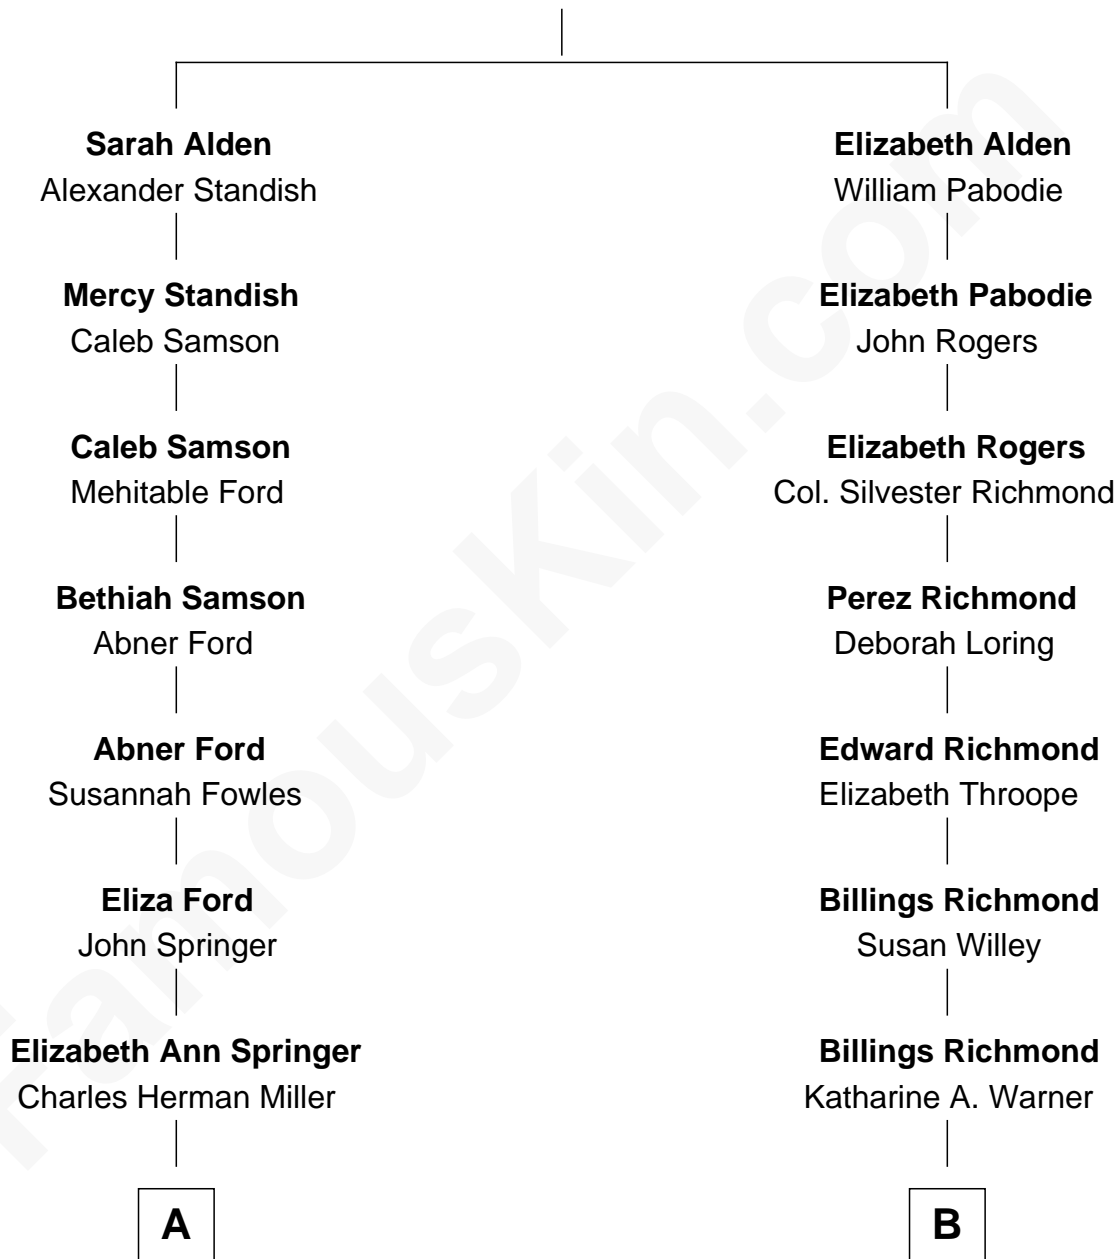 Sarah Alden
Alexander Standish
Elizabeth Alden
William Pabodie
Mercy Standish
Caleb Samson
Elizabeth Pabodie
John Rogers
Caleb Samson
Mehitable Ford
Elizabeth Rogers
Col. Silvester Richmond
Bethiah Samson
Abner Ford
Perez Richmond
Deborah Loring
Abner Ford
Susannah Fowles
Edward Richmond
Elizabeth Throope
Eliza Ford
John Springer
Billings Richmond
Susan Willey
Elizabeth Ann Springer
Charles Herman Miller
Billings Richmond
Katharine A. Warner
A
B
FamousKin.com